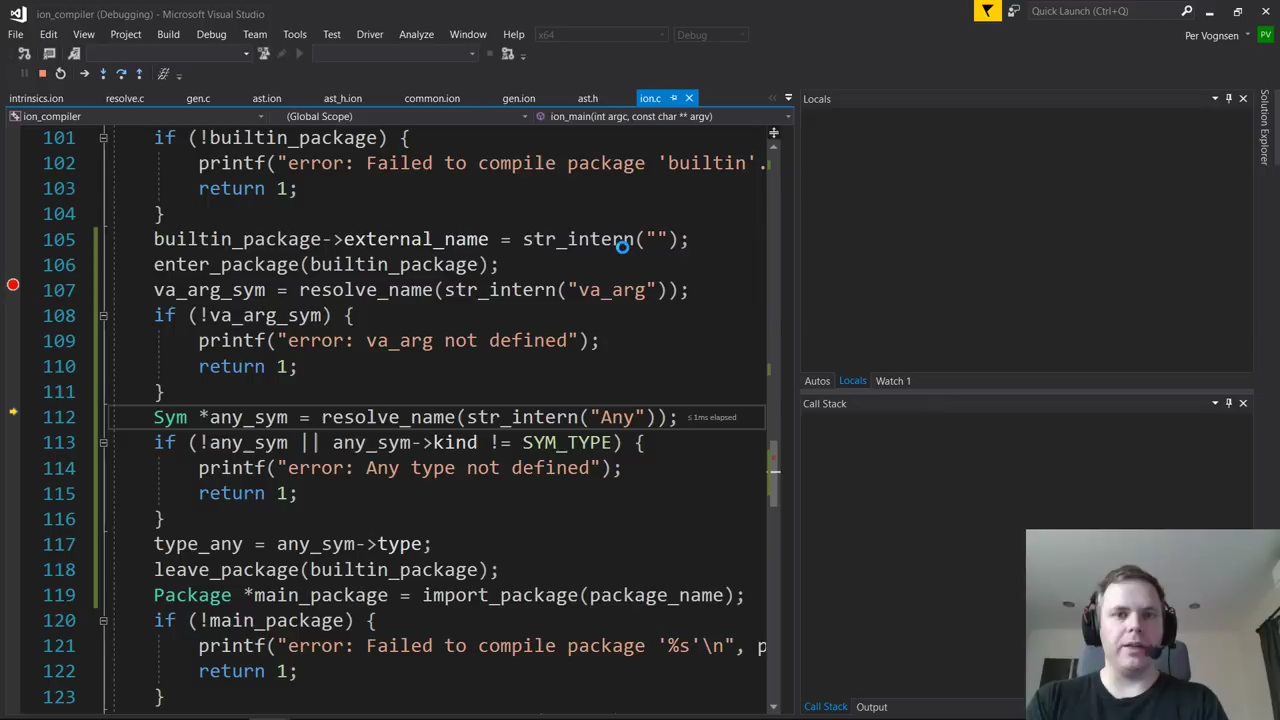 ion_compiler (Debugging) - Microsoft Visual Studio
Quick Launch (Ctrl+Q)
File Edit View Project Build Debug Team Tools Test Driver Analyze Window Help
x64
Debug
Per Vognsen
PV
intrinsics.ion resolve.c gen.c ast.ion ast_h.ion common.ion gen.ion ast.h ion.c
ion_compiler
(Global Scope)
ion_main(int argc, const char ** argv)
101 if (!builtin_package) {
102 printf("error: Failed to compile package 'builtin'.
103 return 1;
104 }
105 builtin_package->external_name = str_intern("");
106 enter_package(builtin_package);
107 va_arg_sym = resolve_name(str_intern("va_arg"));
108 if (!va_arg_sym) {
109 printf("error: va_arg not defined");
110 return 1;
111 }
112 Sym *any_sym = resolve_name(str_intern("Any")); ≤ 1ms elapsed
113 if (!any_sym || any_sym->kind != SYM_TYPE) {
114 printf("error: Any type not defined");
115 return 1;
116 }
117 type_any = any_sym->type;
118 leave_package(builtin_package);
119 Package *main_package = import_package(package_name);
120 if (!main_package) {
121 printf("error: Failed to compile package '%s'\n", p
122 return 1;
123 }
Locals
Autos Locals Watch 1
Call Stack
Call Stack Output
Solution Explorer